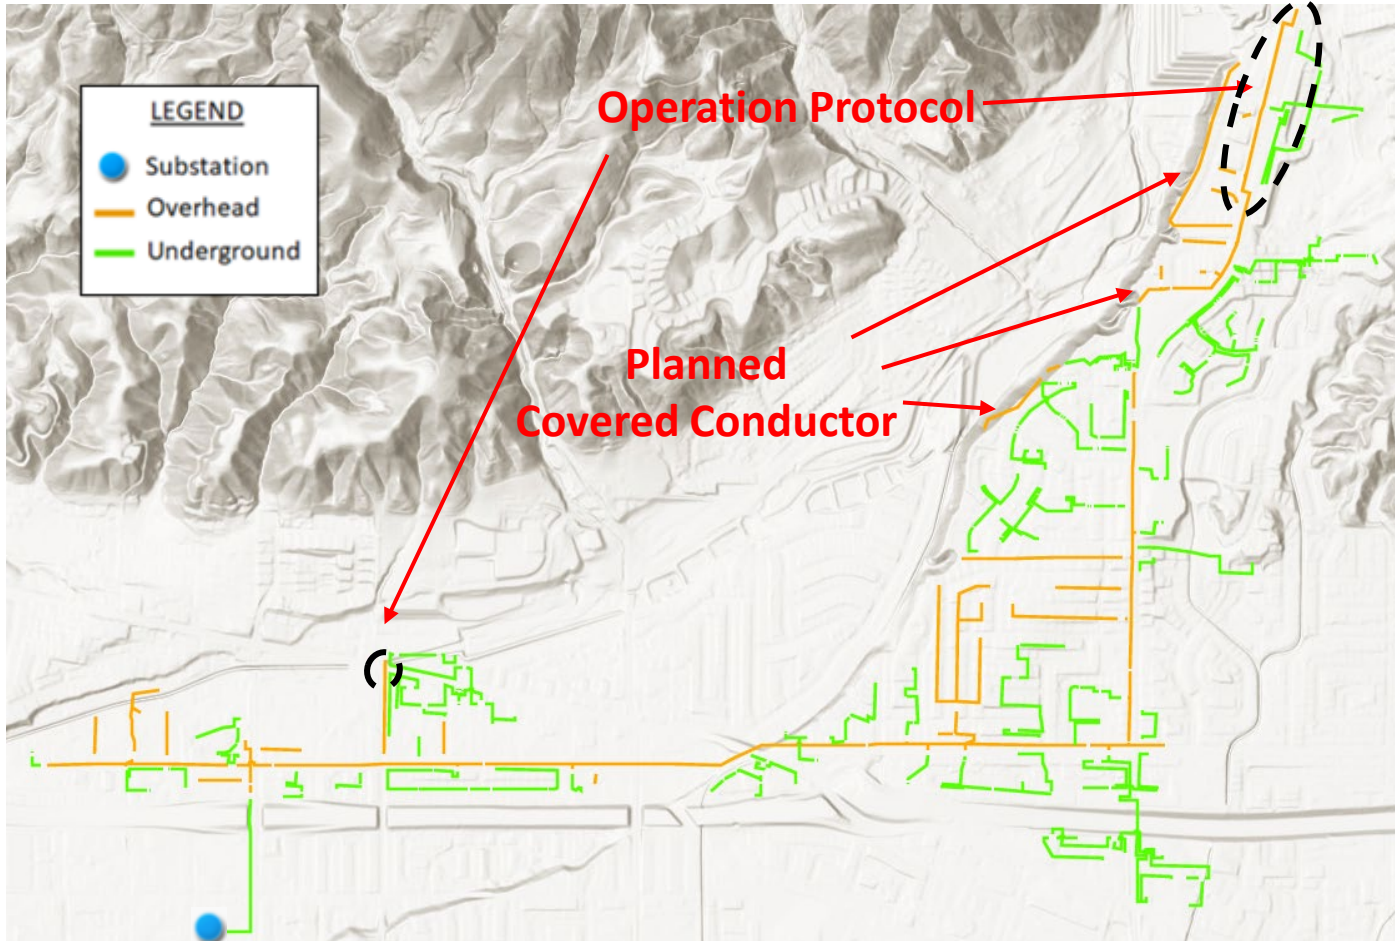 Operation Protocol
LEGEND
Substation
Overhead
Underground
Planned
Covered Conductor